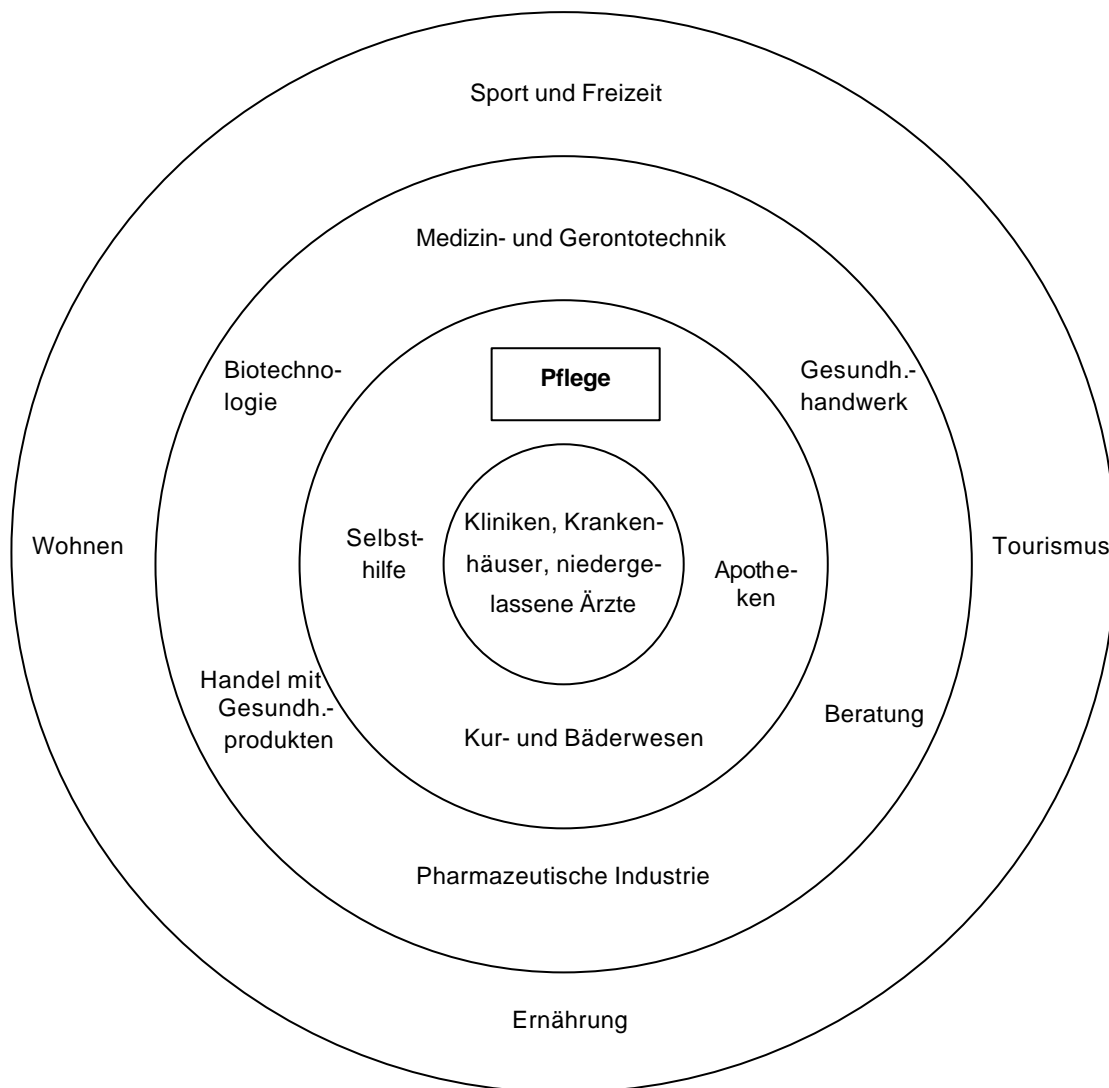 Sport und Freizeit
Medizin- und Gerontotechnik
Biotechno-
logie
Pflege
Gesundh.-
handwerk
Wohnen
Selbst-
hilfe
Kliniken, Kranken-
häuser, niederge-
lassene Ärzte
Apothe-
ken
Tourismus
Handel mit
Gesundh.-
produkten
Kur- und Bäderwesen
Beratung
Pharmazeutische Industrie
Ernährung